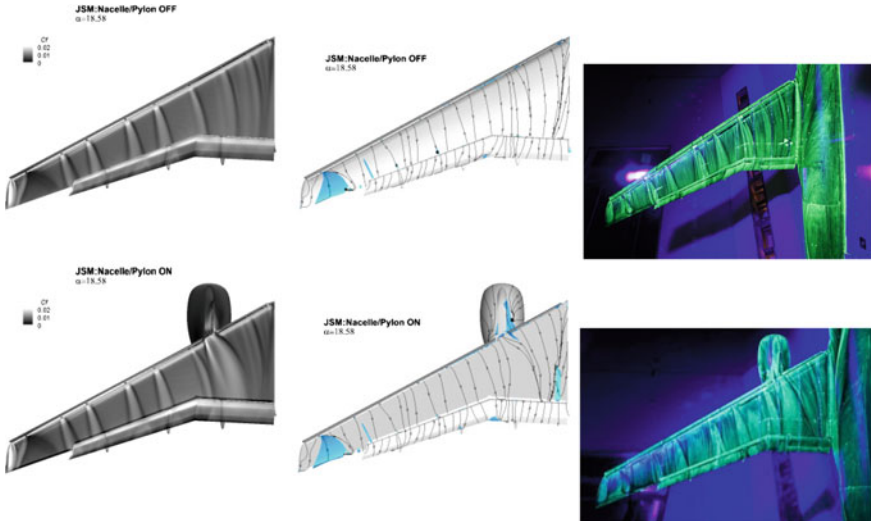 JSM:Nacelle/Pylon OFF
α=18.58
Cf
0.02
0.01
0
JSM:Nacelle/Pylon OFF
α=18.58
JSM:Nacelle/Pylon ON
α=18.58
Cf
0.02
0.01
0
JSM:Nacelle/Pylon ON
α=18.58